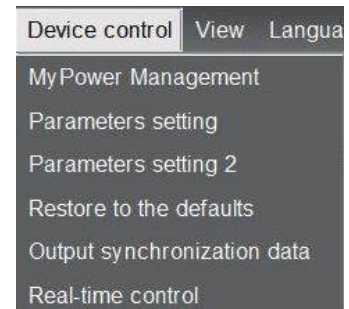 Device control View Langua
MyPower Management
Parameters setting
Parameters setting 2
Restore to the defaults
Output synchronization data
Real-time control